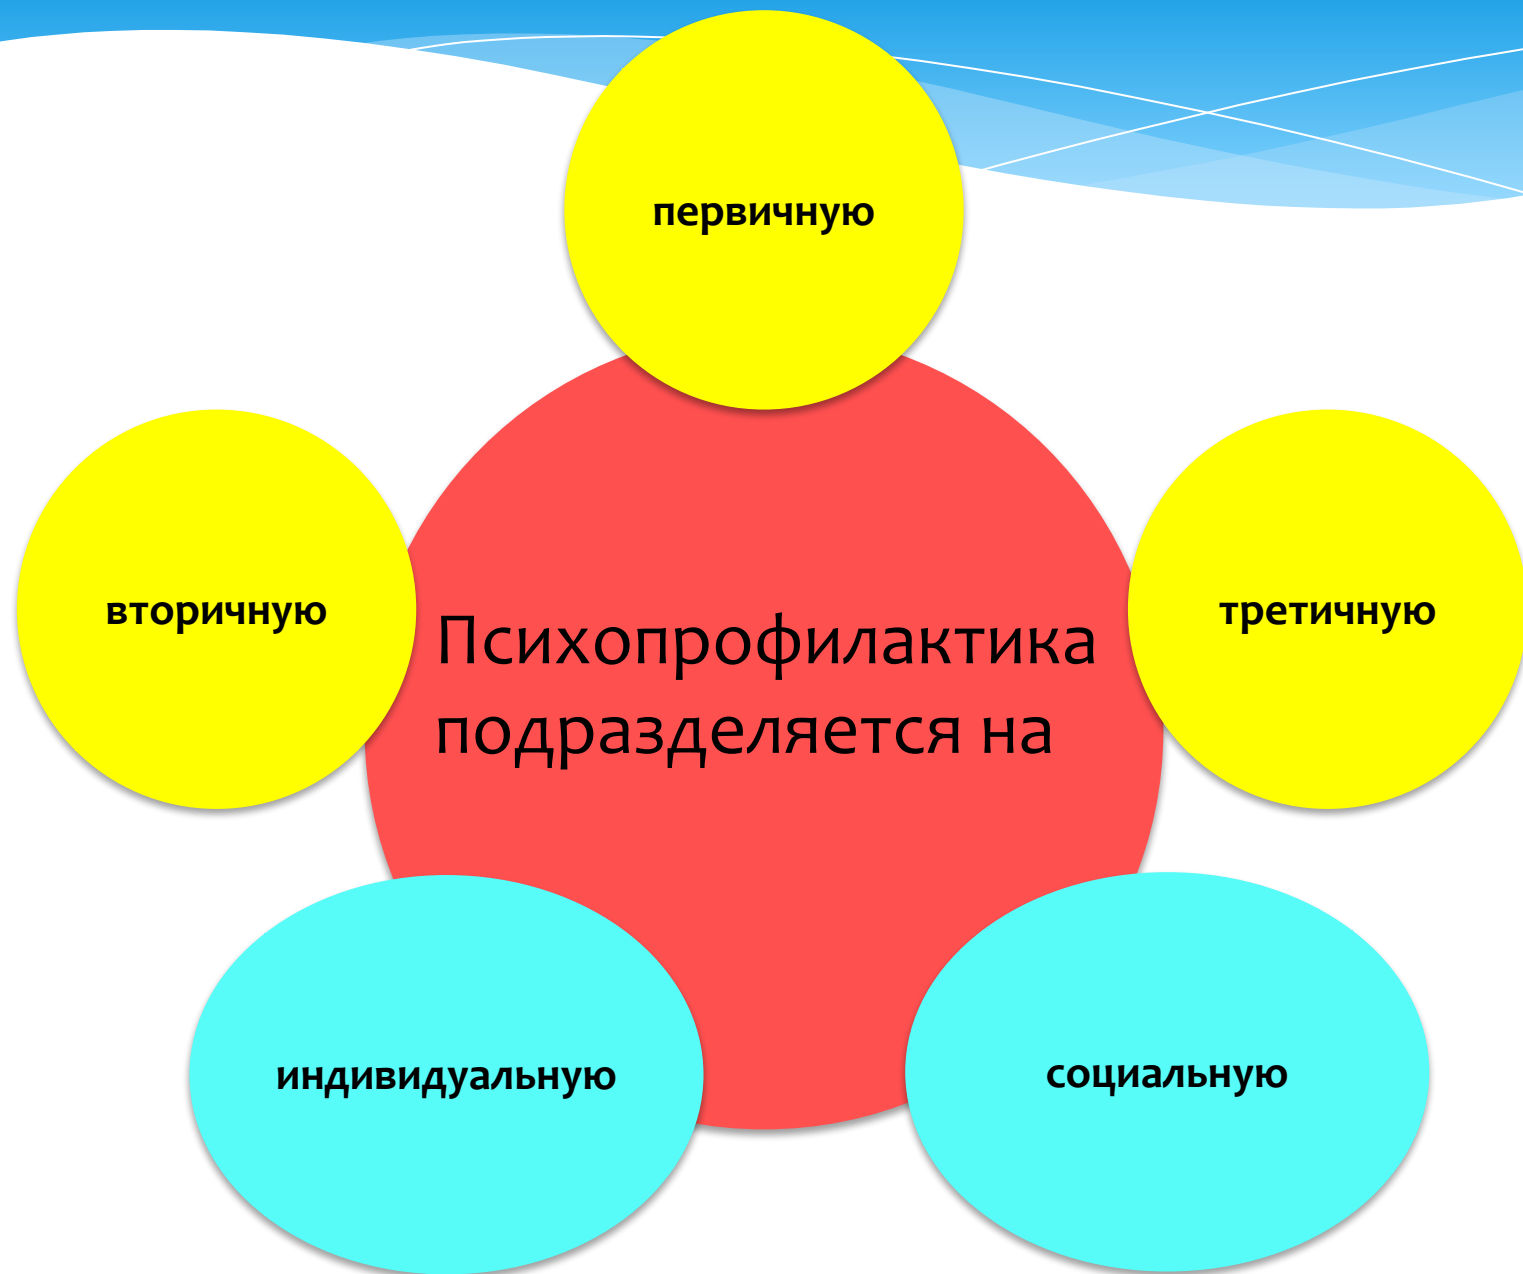 первичную
вторичную
третичную
Психопрофилактика
подразделяется на
индивидуальную
социальную